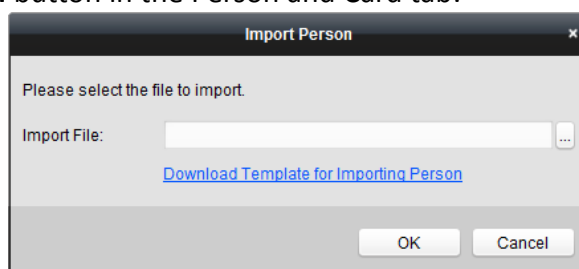 button in the Person and Card tab.
Import Person ×
Please select the file to import.
Import File: ...
Download Template for Importing Person
OK Cancel